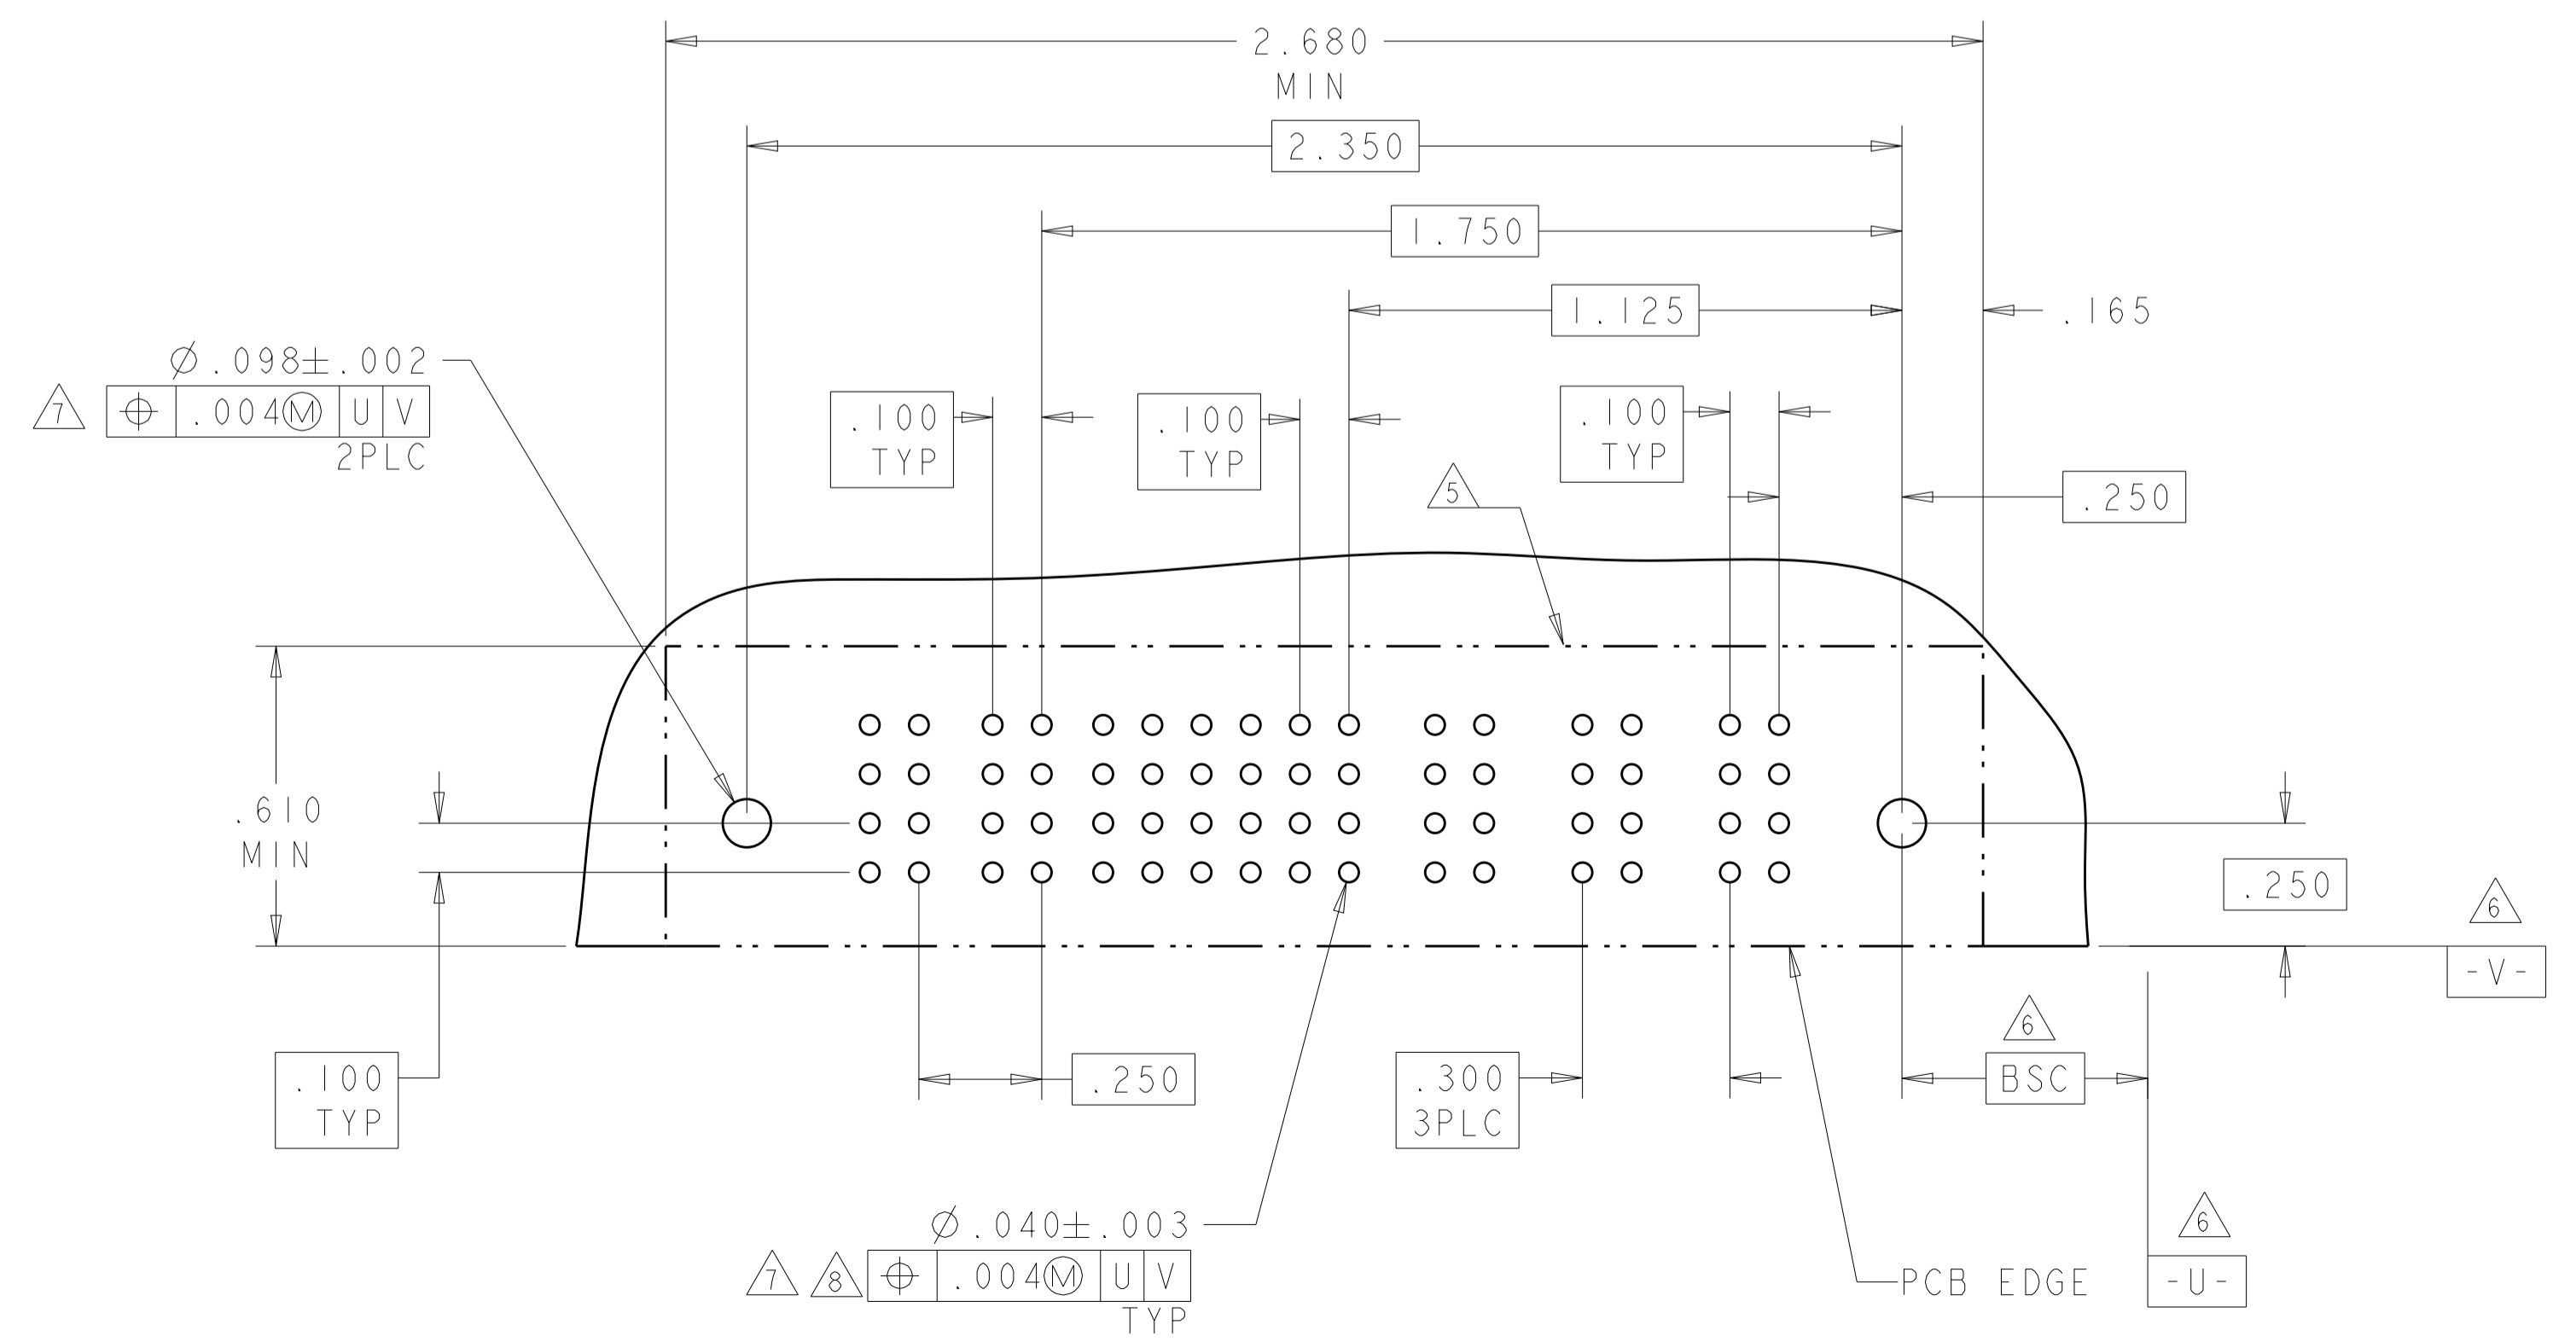 2.680
MIN
2.350
1.750
1.125
.165
Ø.098±.002
7
⌖ .004Ⓜ U V
2PLC
.100
TYP
.100
TYP
.100
TYP
5
.250
.610
MIN
.250
6
-V-
6
BSC
.100
TYP
.250
.300
3PLC
6
-U-
Ø.040±.003
7 8
⌖ .004Ⓜ U V
TYP
PCB EDGE